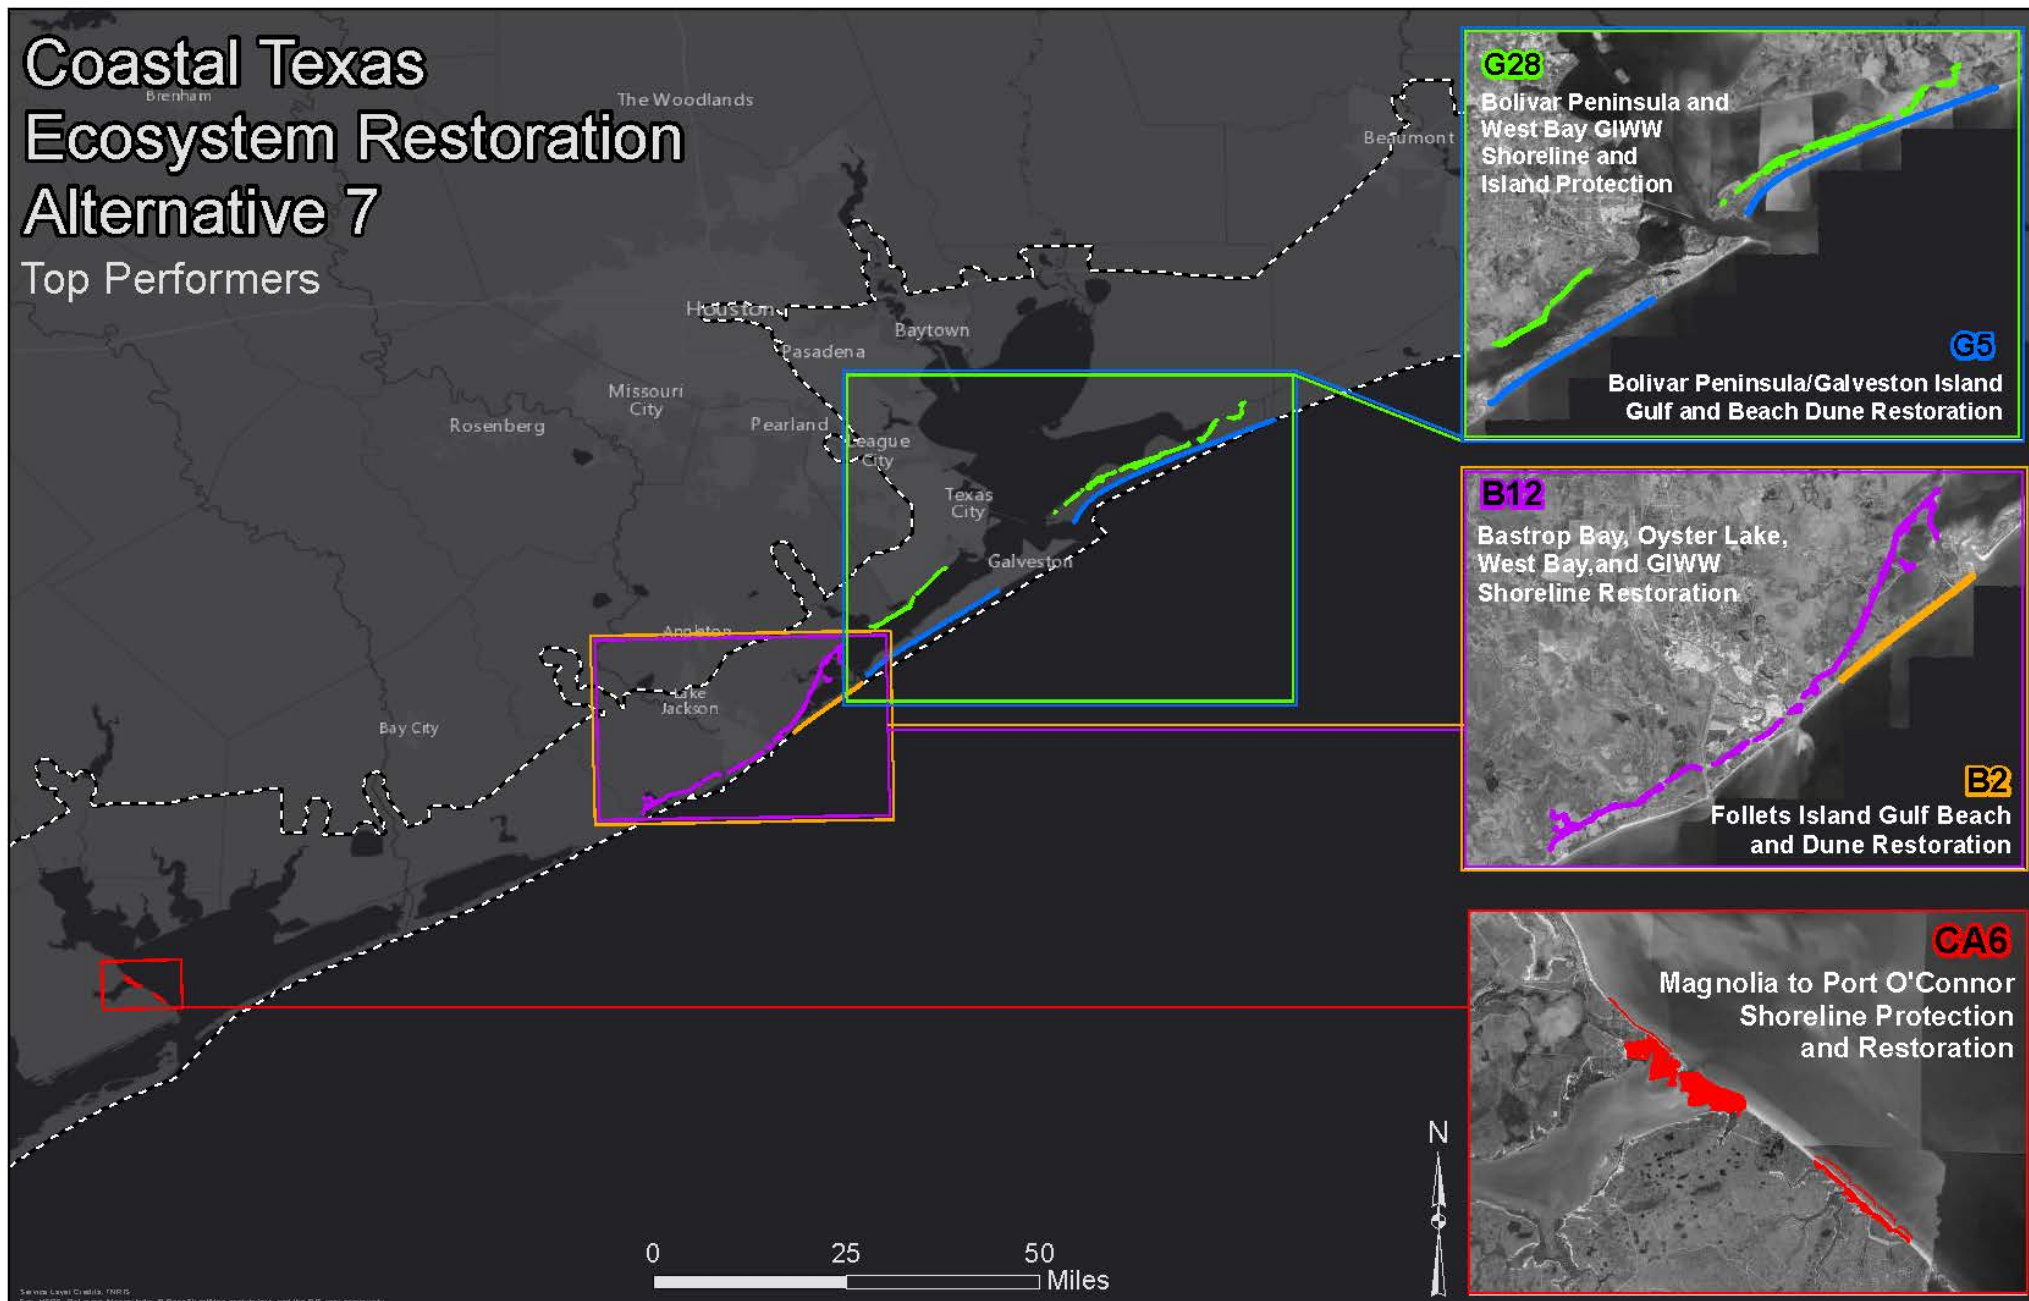 Coastal Texas
Ecosystem Restoration
Alternative 7
Top Performers
Brenham
The Woodlands
Beaumont
Houston
Baytown
Pasadena
Missouri
City
Rosenberg
Pearland
League
City
Texas
City
Galveston
Angleton
Lake
Jackson
Bay City
G28
Bolivar Peninsula and
West Bay GIWW
Shoreline and
Island Protection
G5
Bolivar Peninsula/Galveston Island
Gulf and Beach Dune Restoration
B12
Bastrop Bay, Oyster Lake,
West Bay,and GIWW
Shoreline Restoration
B2
Follets Island Gulf Beach
and Dune Restoration
CA6
Magnolia to Port O'Connor
Shoreline Protection
and Restoration
N
0 25 50
Miles
Service Layer Credits: TNRIS